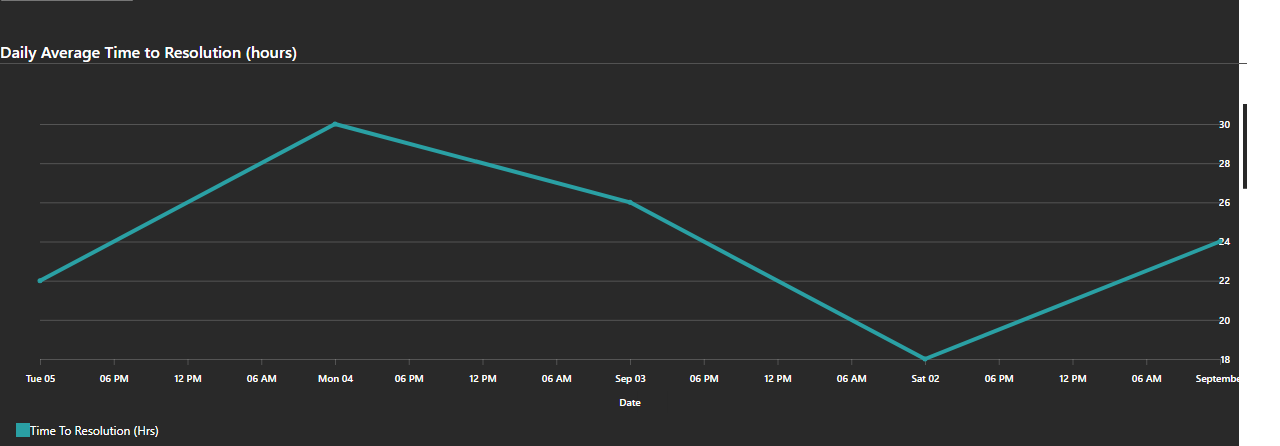 Daily Average Time to Resolution (hours)
30
28
26
24
22
20
18
Tue 05 06 PM 12 PM 06 AM Mon 04 06 PM 12 PM 06 AM Sep 03 06 PM 12 PM 06 AM Sat 02 06 PM 12 PM 06 AM Septembe
Date
Time To Resolution (Hrs)